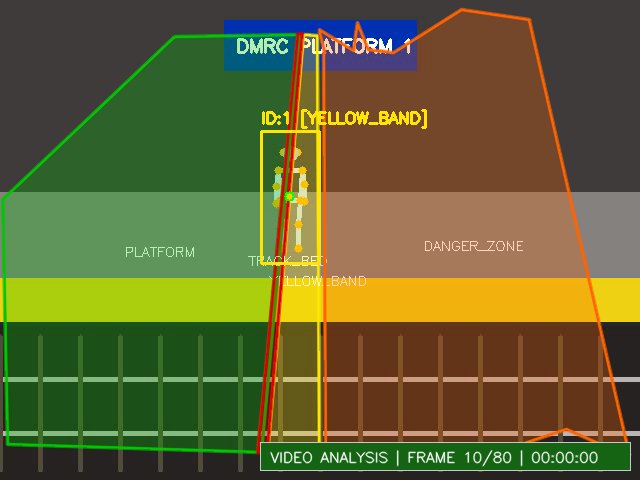 DMRC PLATFORM 1
ID:1 [YELLOW_BAND]
PLATFORM
DANGER_ZONE
TRACK_BED
YELLOW_BAND
VIDEO ANALYSIS | FRAME 10/80 | 00:00:00